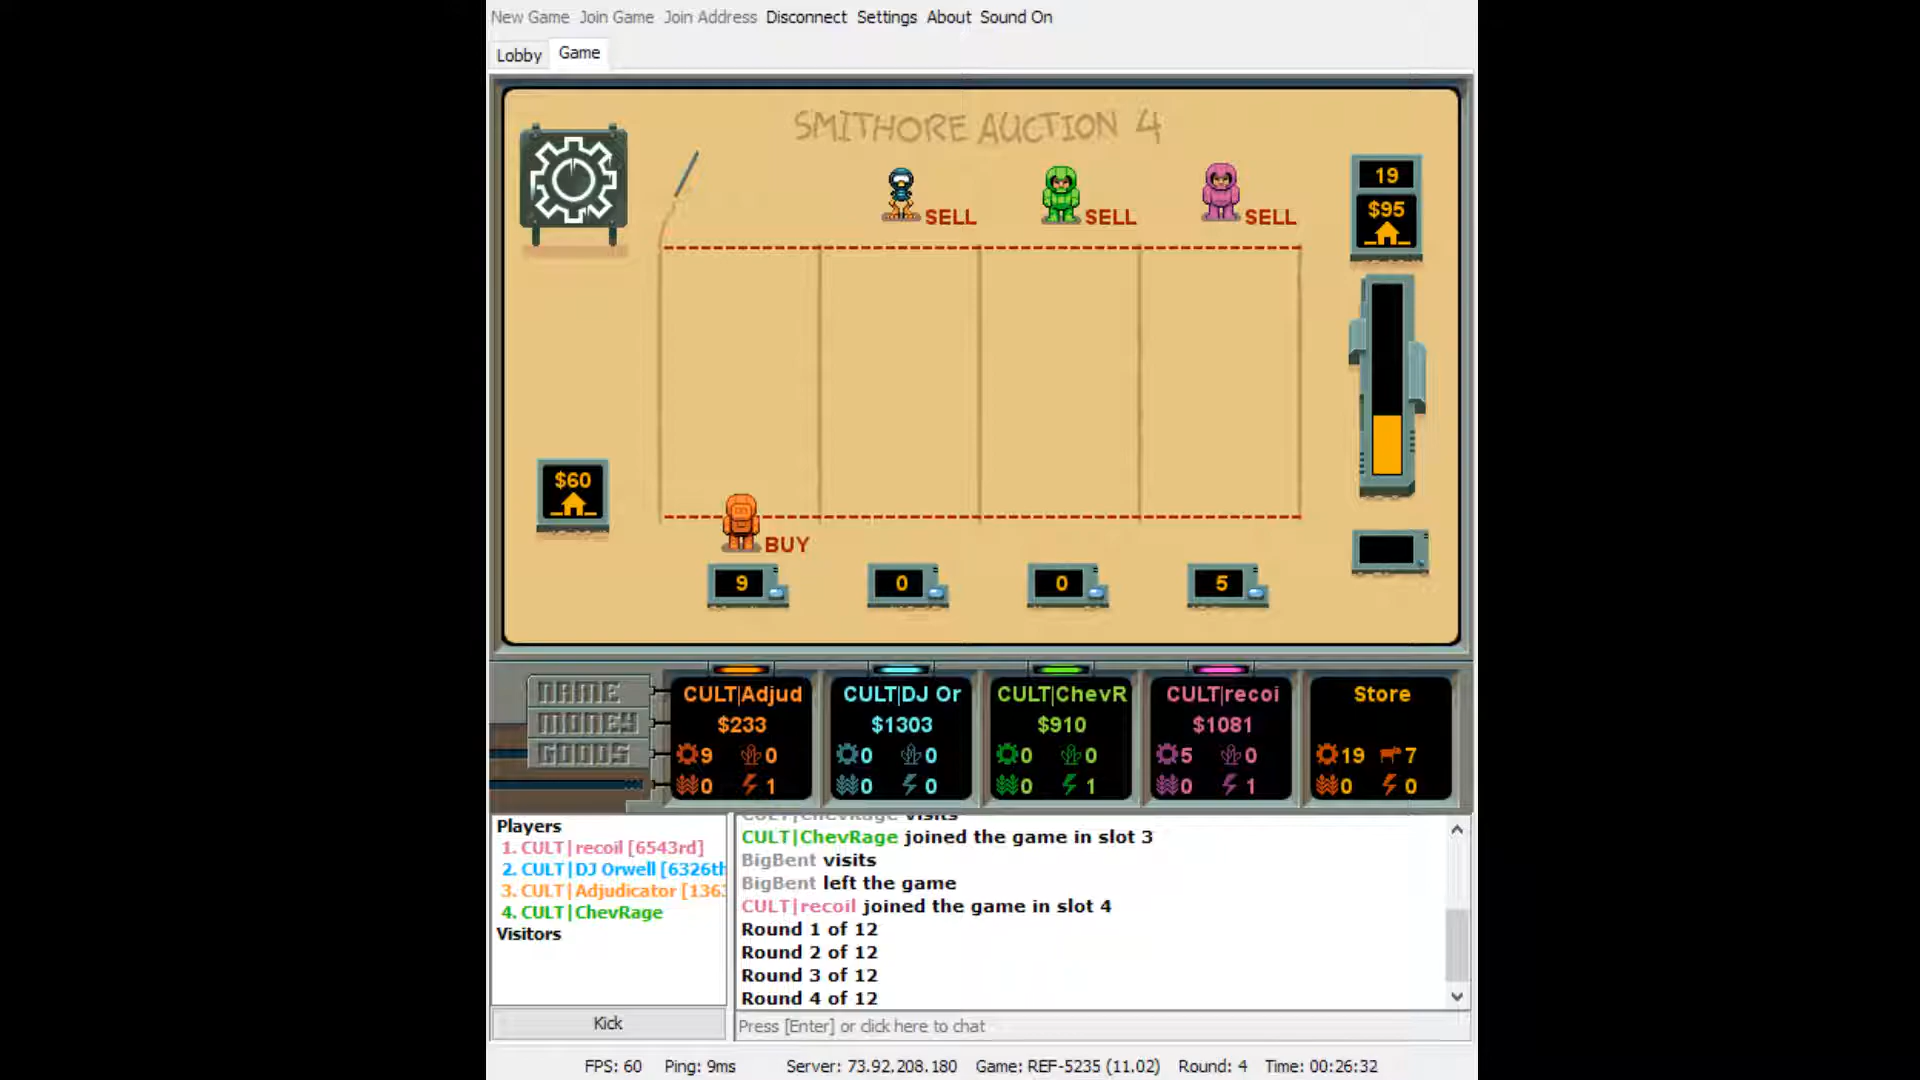 New Game Join Game Join Address Disconnect Settings About Sound On
Lobby Game
SMITHORE AUCTION 4
SELL SELL SELL
19
$95
$60
BUY
9 0 0 5
NAME CULT|Adjud CULT|DJ Or CULT|ChevR CULT|recoi Store
MONEY $233 $1303 $910 $1081
GOODS 9 0 0 0 0 0 5 0 19 7
0 1 0 0 0 1 0 1 0 0
Players
1. CULT|recoil [6543rd]
2. CULT|DJ Orwell [6326th
3. CULT|Adjudicator [136
4. CULT|ChevRage
Visitors
Kick
CULT|ChevRage visits
CULT|ChevRage joined the game in slot 3
BigBent visits
BigBent left the game
CULT|recoil joined the game in slot 4
Round 1 of 12
Round 2 of 12
Round 3 of 12
Round 4 of 12
Press [Enter] or click here to chat
FPS: 60 Ping: 9ms Server: 73.92.208.180 Game: REF-5235 (11.02) Round: 4 Time: 00:26:32